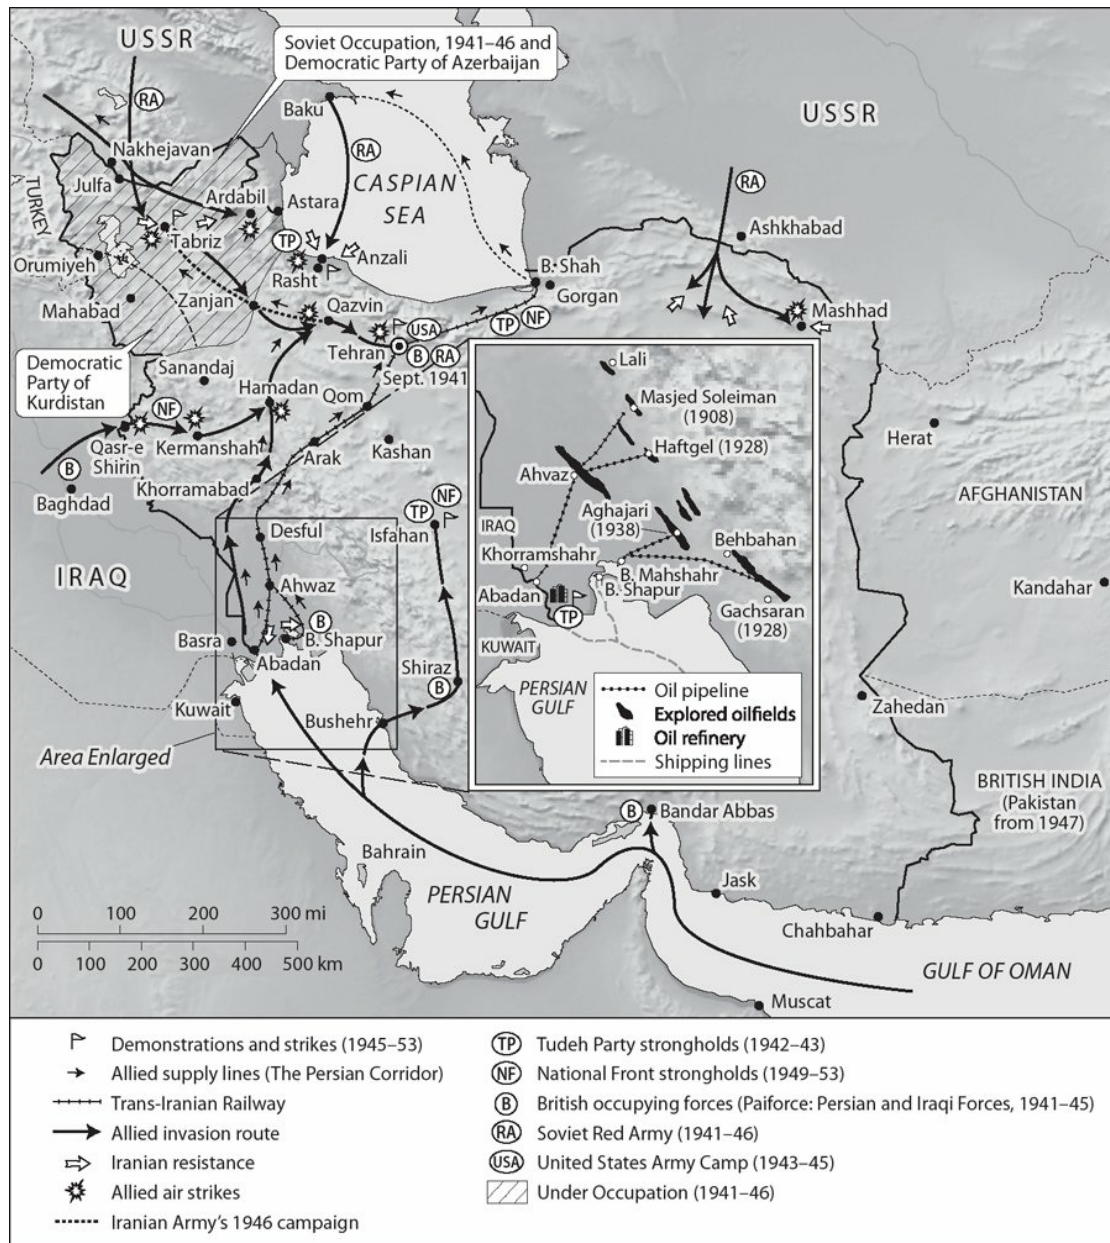 USSR
Soviet Occupation, 1941–46 and
Democratic Party of Azerbaijan
RA
Baku
USSR
Nakhejavan
RA
RA
Julfa
CASPIAN
SEA
TURKEY
Ardabil
Astara
Ashkhabad
Tabriz
TP
Anzali
Orumiyeh
Rasht
B. Shah
Gorgan
Mahabad
Zanjan
Qazvin
Mashhad
USA
TP
NF
Tehran
B
RA
Sept. 1941
Democratic
Party of
Kurdistan
Sanandaj
Hamadan
Qom
NF
Qasr-e
Shirin
Kermanshah
Arak
Kashan
Herat
B
Baghdad
Khorramabad
AFGHANISTAN
NF
TP
Desful
Isfahan
IRAQ
Ahwaz
Kandahar
B
Basra
B. Shapur
Abadan
Shiraz
B
Kuwait
Bushehr
Zahedan
Area Enlarged
BRITISH INDIA
(Pakistan
from 1947)
B
Bandar Abbas
Bahrain
Jask
PERSIAN
GULF
Chahbahar
GULF OF OMAN
Muscat
0 100 200 300 mi
0 100 200 300 400 500 km
Lali
Masjed Soleiman
(1908)
Haftgel (1928)
Ahvaz
Aghajari
(1938)
IRAQ
Behbahan
Khorramshahr
B. Mahshahr
Abadan
B. Shapur
TP
Gachsaran
(1928)
KUWAIT
PERSIAN
GULF
Oil pipeline
Explored oilfields
Oil refinery
Shipping lines
Demonstrations and strikes (1945–53)
Allied supply lines (The Persian Corridor)
Trans-Iranian Railway
Allied invasion route
Iranian resistance
Allied air strikes
Iranian Army's 1946 campaign
TP Tudeh Party strongholds (1942–43)
NF National Front strongholds (1949–53)
B British occupying forces (Paiforce: Persian and Iraqi Forces, 1941–45)
RA Soviet Red Army (1941–46)
USA United States Army Camp (1943–45)
Under Occupation (1941–46)